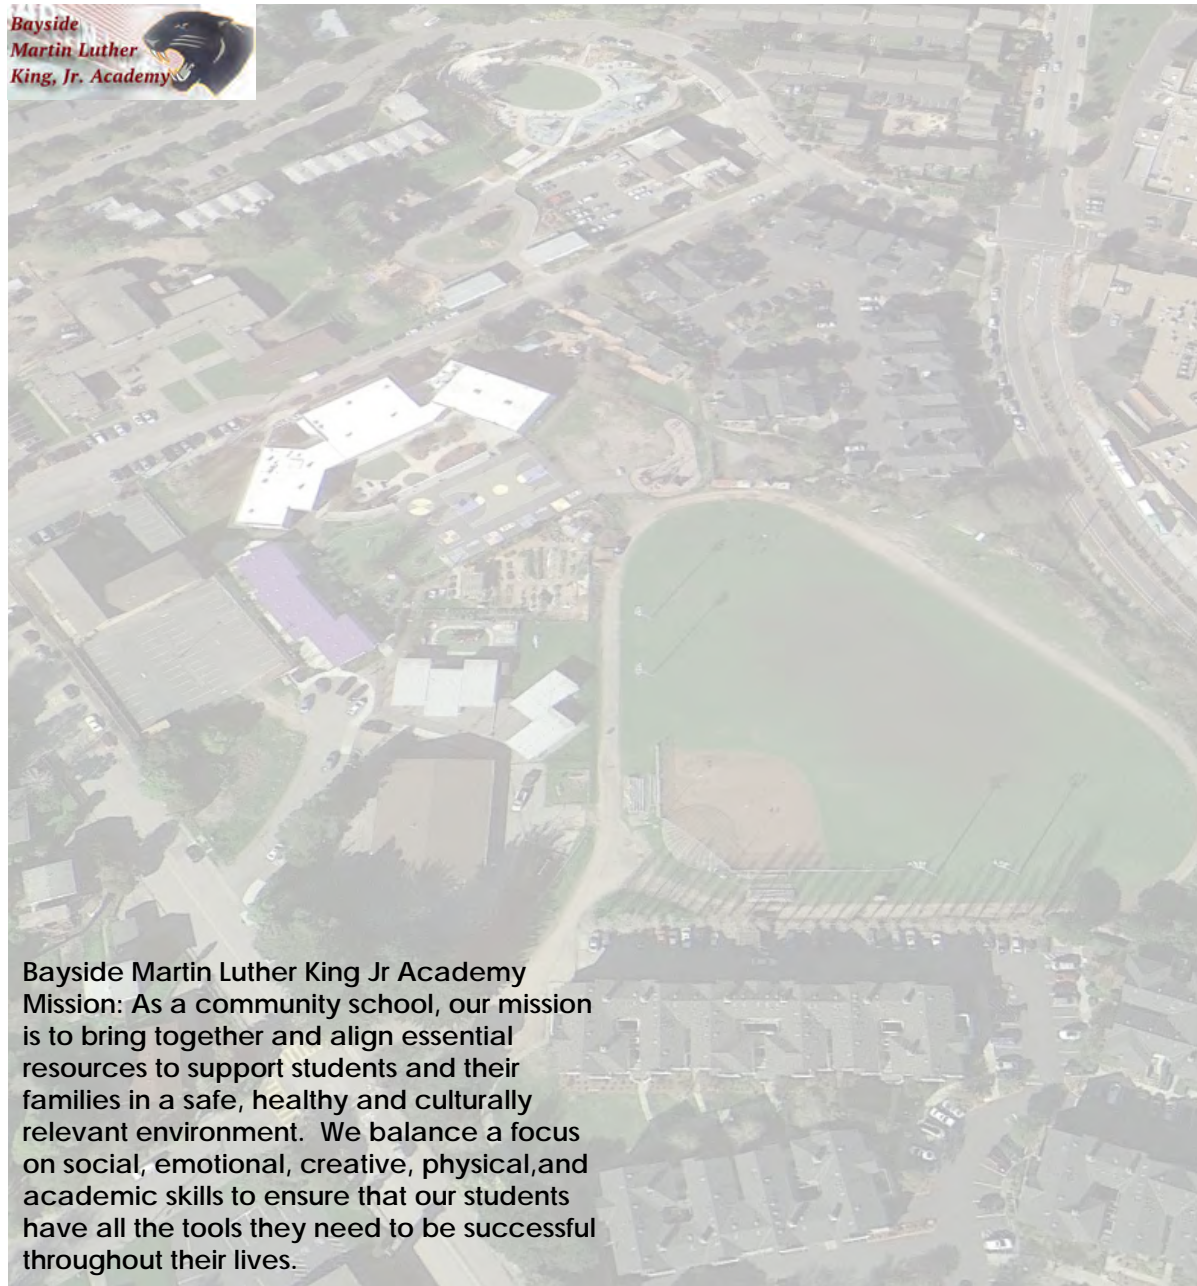 Bayside
Martin Luther
King, Jr. Academy
Bayside Martin Luther King Jr Academy
Mission: As a community school, our mission
is to bring together and align essential
resources to support students and their
families in a safe, healthy and culturally
relevant environment.  We balance a focus
on social, emotional, creative, physical,and
academic skills to ensure that our students
have all the tools they need to be successful
throughout their lives.